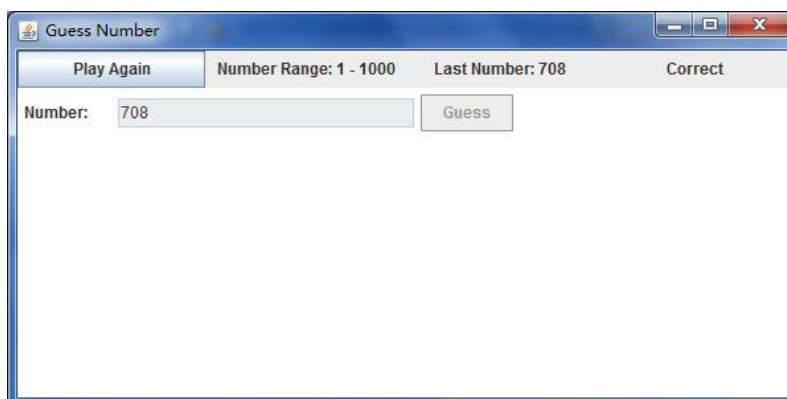 Guess Number
Play Again Number Range: 1 - 1000 Last Number: 708 Correct
Number: 708 Guess